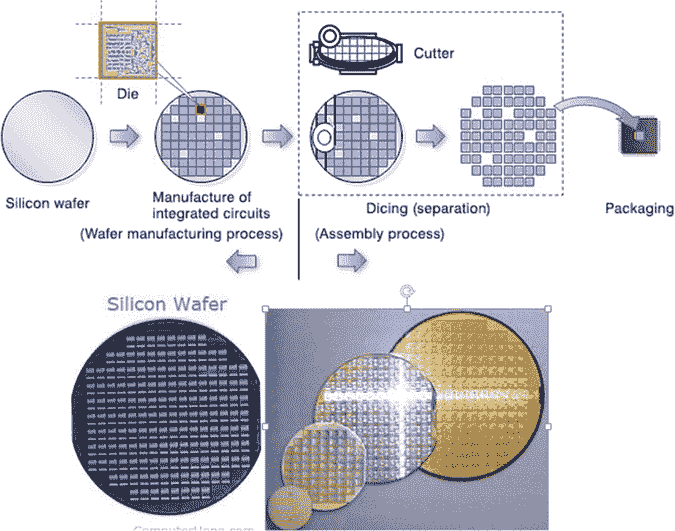 Die
Cutter
Silicon wafer
Manufacture of
integrated circuits
Dicing (separation)
Packaging
(Wafer manufacturing process)
(Assembly process)
Silicon Wafer